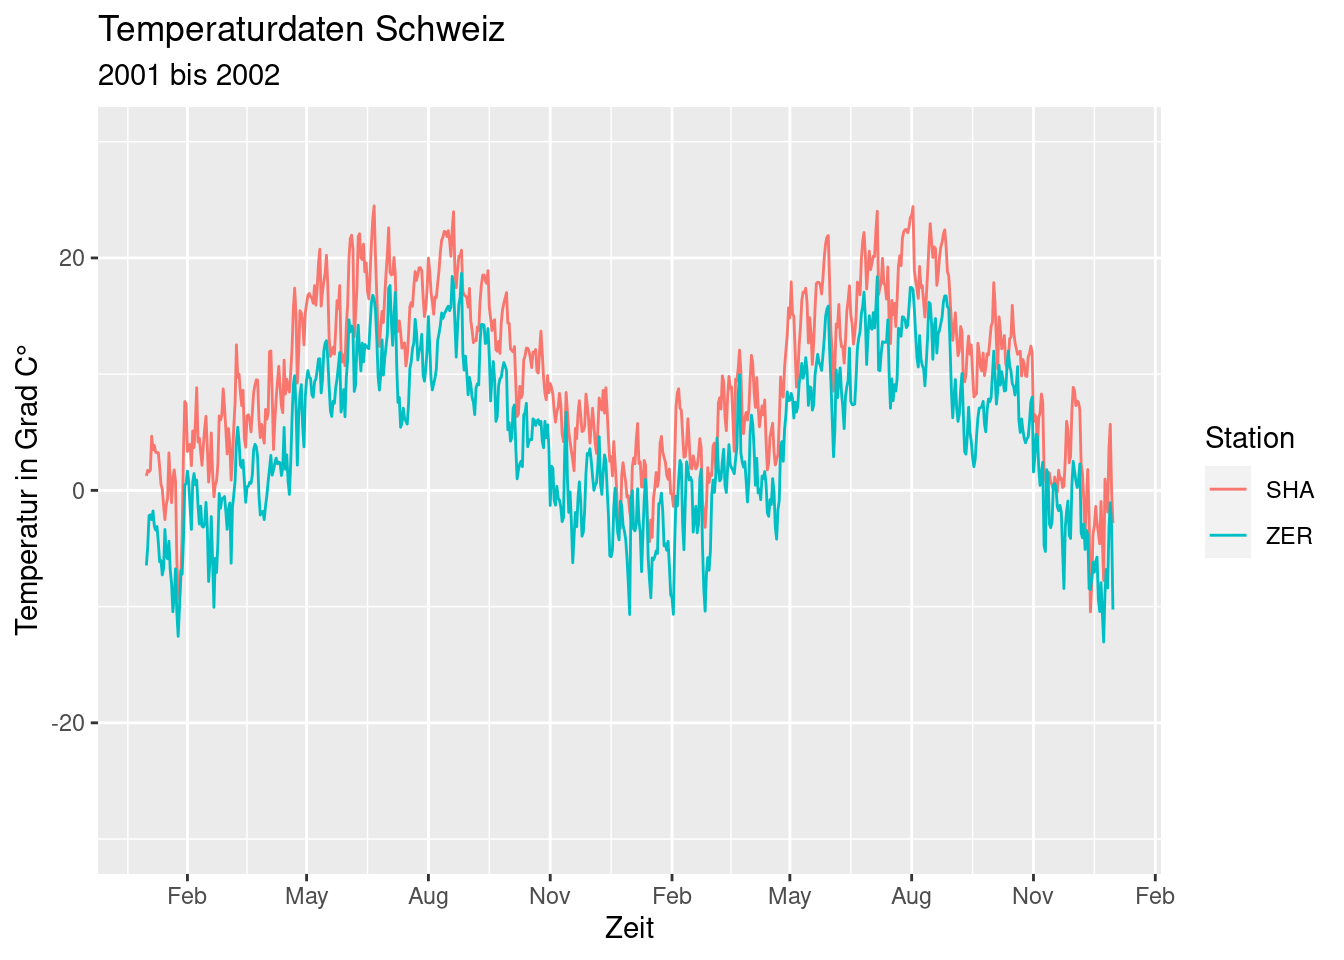 Temperaturdaten Schweiz
2001 bis 2002
Temperatur in Grad C°
20
0
-20
Feb May Aug Nov Feb May Aug Nov Feb
Zeit
Station
SHA
ZER